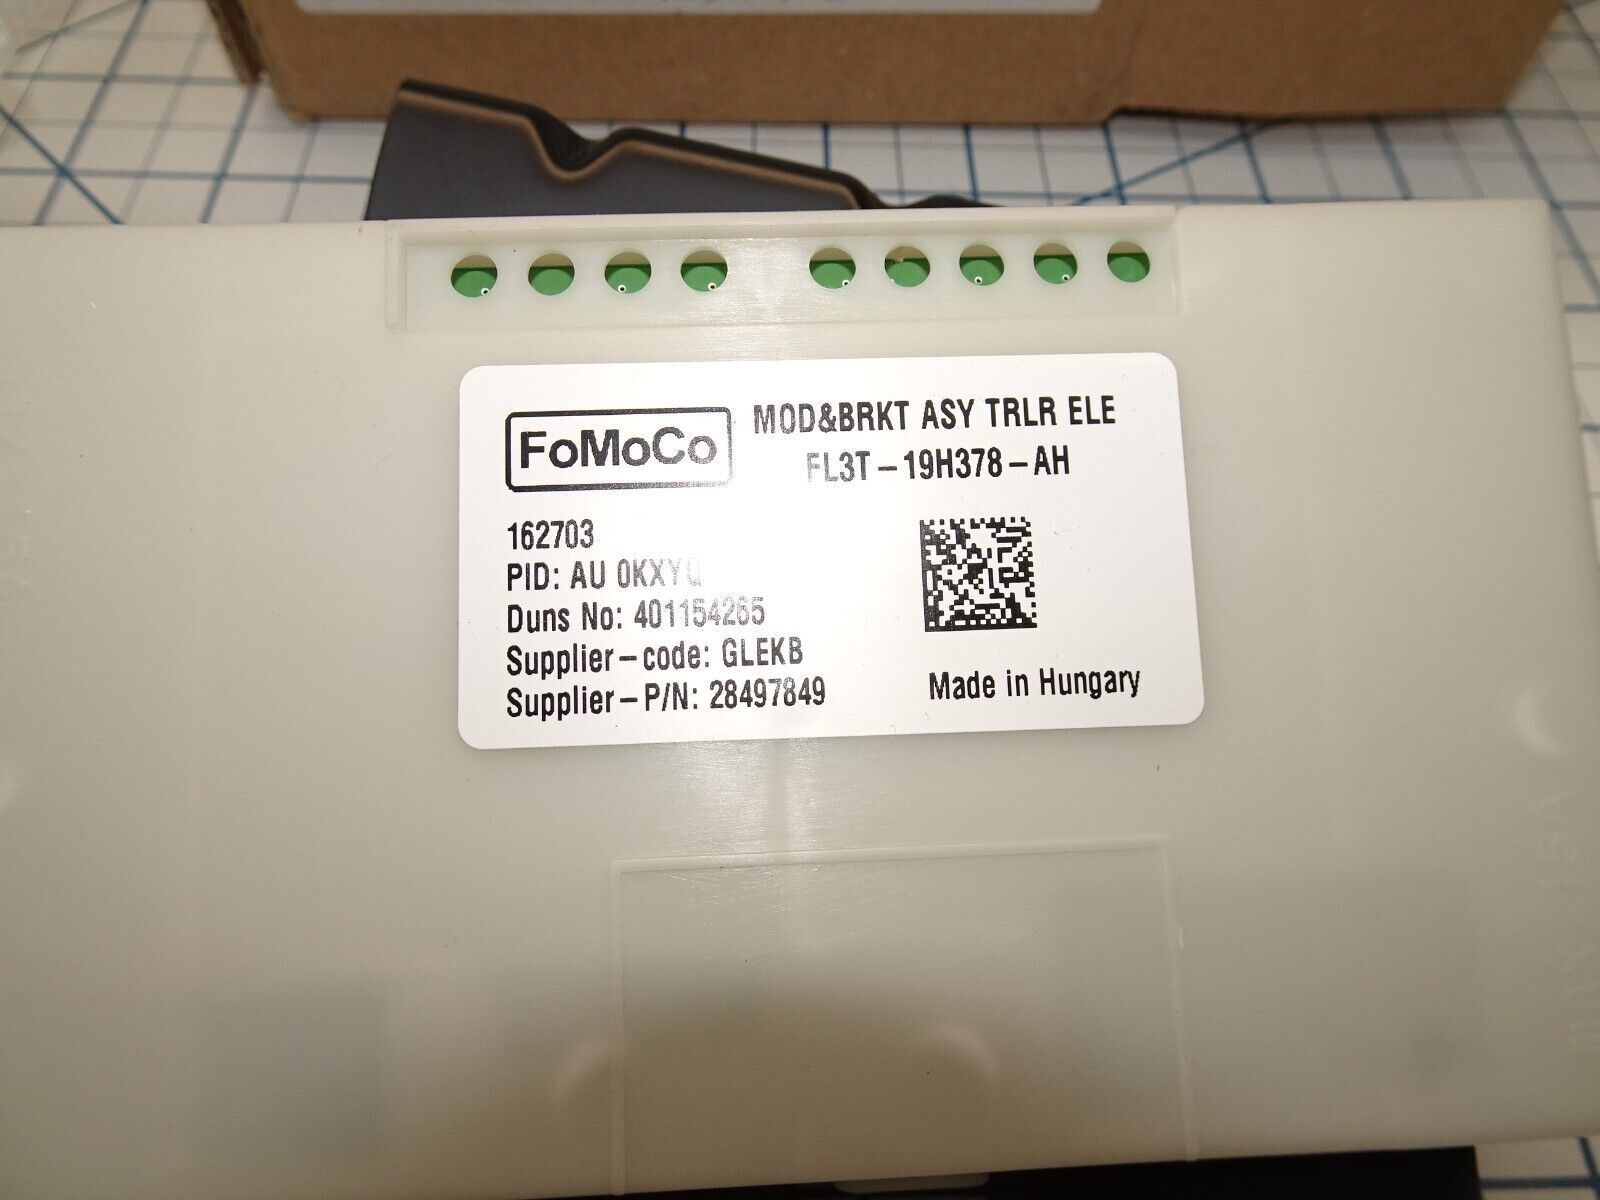 FoMoCo
MOD&BRKT ASY TRLR ELE
FL3T-19H378-AH
162703
PID: AU 0KXYQ
Duns No: 401154265
Supplier-code: GLEKB
Supplier-P/N: 28497849
Made in Hungary